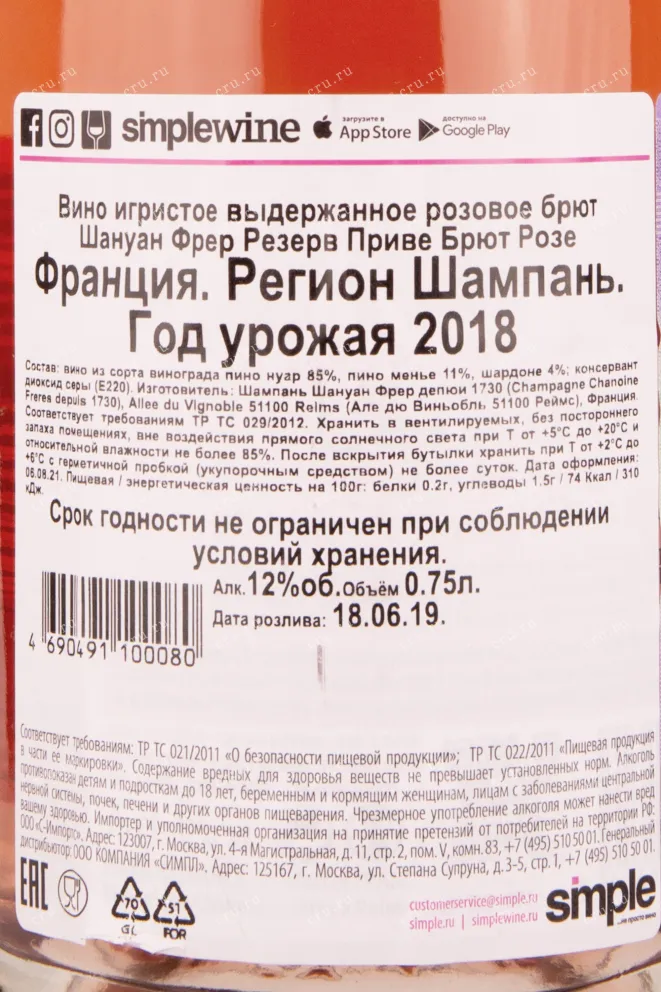 simplewine загрузите в App Store доступно на Google Play
Вино игристое выдержанное розовое брют
Шануан Фрер Резерв Приве Брют Розе
Франция. Регион Шампань.
Год урожая 2018
Состав: вино из сорта винограда пино нуар 85%, пино менье 11%, шардоне 4%; консервант
диоксид серы (Е220). Изготовитель: Шампань Шануан Фрер депюи 1730 (Champagne Chanoine
Freres depuis 1730), Allee du Vignoble 51100 Reims (Але дю Виньобль 51100 Реймс), Франция.
Соответствует требованиям ТР ТС 029/2012. Хранить в вентилируемых, без постороннего
запаха помещениях, вне воздействия прямого солнечного света при Т от +5°С до +20°С и
относительной влажности не более 85%. После вскрытия бутылки хранить при Т от +2°С до
+6°С с герметичной пробкой (укупорочным средством) не более суток. Дата оформления:
06.08.21. Пищевая / энергетическая ценность на 100г: белки 0.2г, углеводы 1.5г / 74 Ккал / 310
кДж.
Срок годности не ограничен при соблюдении
условий хранения.
Алк.12%об.Объём 0.75л.
Дата розлива: 18.06.19.
4 690491 100080
Соответствует требованиям: ТР ТС 021/2011 «О безопасности пищевой продукции»; ТР ТС 022/2011 «Пищевая продукция
в части ее маркировки». Содержание вредных для здоровья веществ не превышает установленных норм. Алкоголь
противопоказан детям и подросткам до 18 лет, беременным и кормящим женщинам, лицам с заболеваниями центральной
нервной системы, почек, печени и других органов пищеварения. Чрезмерное употребление алкоголя может нанести вред
вашему здоровью. Импортер и уполномоченная организация на принятие претензий от потребителей на территории РФ:
ООО «С-Импортс». Адрес: 123007, г. Москва, ул. 4-я Магистральная, д. 11, стр. 2, пом. V, комн. 83, +7 (495) 510 50 01. Генеральный
дистрибьютор: ООО КОМПАНИЯ «СИМПЛ». Адрес: 125167, г. Москва, ул. Степана Супруна, д. 3-5, стр. 1, +7 (495) 510 50 01.
EAC
70 GL
51 FOR
customerservice@simple.ru
simple.ru | simplewine.ru
simple
...не просто вино